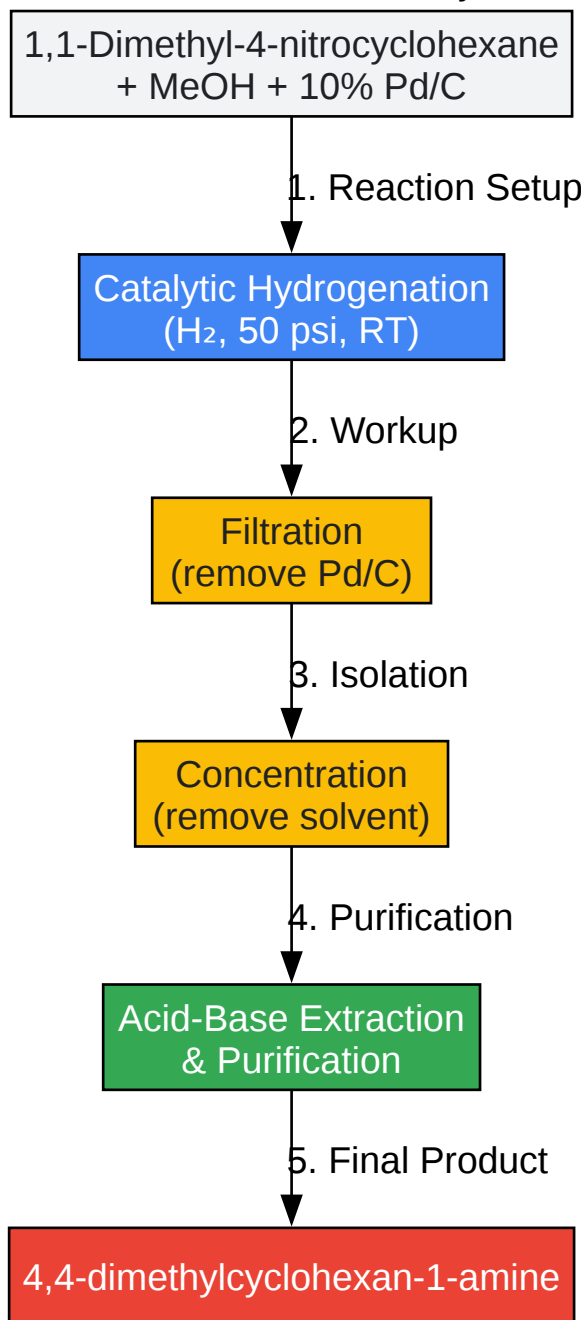 1,1-Dimethyl-4-nitrocyclohexane
+ MeOH + 10% Pd/C
1. Reaction Setup
Catalytic Hydrogenation
(H₂, 50 psi, RT)
2. Workup
Filtration
(remove Pd/C)
3. Isolation
Concentration
(remove solvent)
4. Purification
Acid-Base Extraction
& Purification
5. Final Product
4,4-dimethylcyclohexan-1-amine